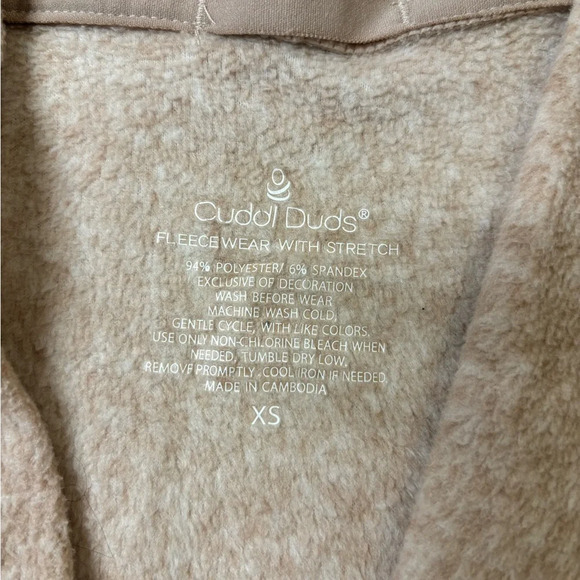 Cuddl Duds®
FLEECEWEAR WITH STRETCH
94% POLYESTER/ 6% SPANDEX
EXCLUSIVE OF DECORATION
WASH BEFORE WEAR
MACHINE WASH COLD,
GENTLE CYCLE, WITH LIKE COLORS.
USE ONLY NON-CHLORINE BLEACH WHEN
NEEDED, TUMBLE DRY LOW,
REMOVE PROMPTLY. COOL IRON IF NEEDED
MADE IN CAMBODIA
XS